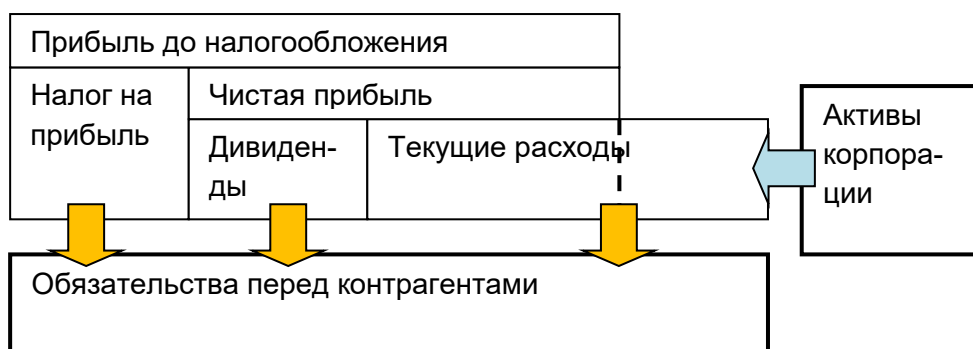 Прибыль до налогообложения
Налог на
прибыль
Чистая прибыль
Дивиден-
ды
Текущие расходы
Активы
корпора-
ции
Обязательства перед контрагентами